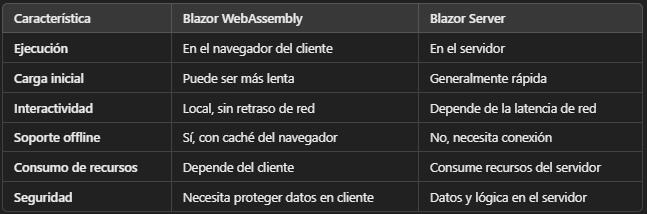 Característica Blazor WebAssembly Blazor Server
Ejecución En el navegador del cliente En el servidor
Carga inicial Puede ser más lenta Generalmente rápida
Interactividad Local, sin retraso de red Depende de la latencia de red
Soporte offline Sí, con caché del navegador No, necesita conexión
Consumo de recursos Depende del cliente Consume recursos del servidor
Seguridad Necesita proteger datos en cliente Datos y lógica en el servidor